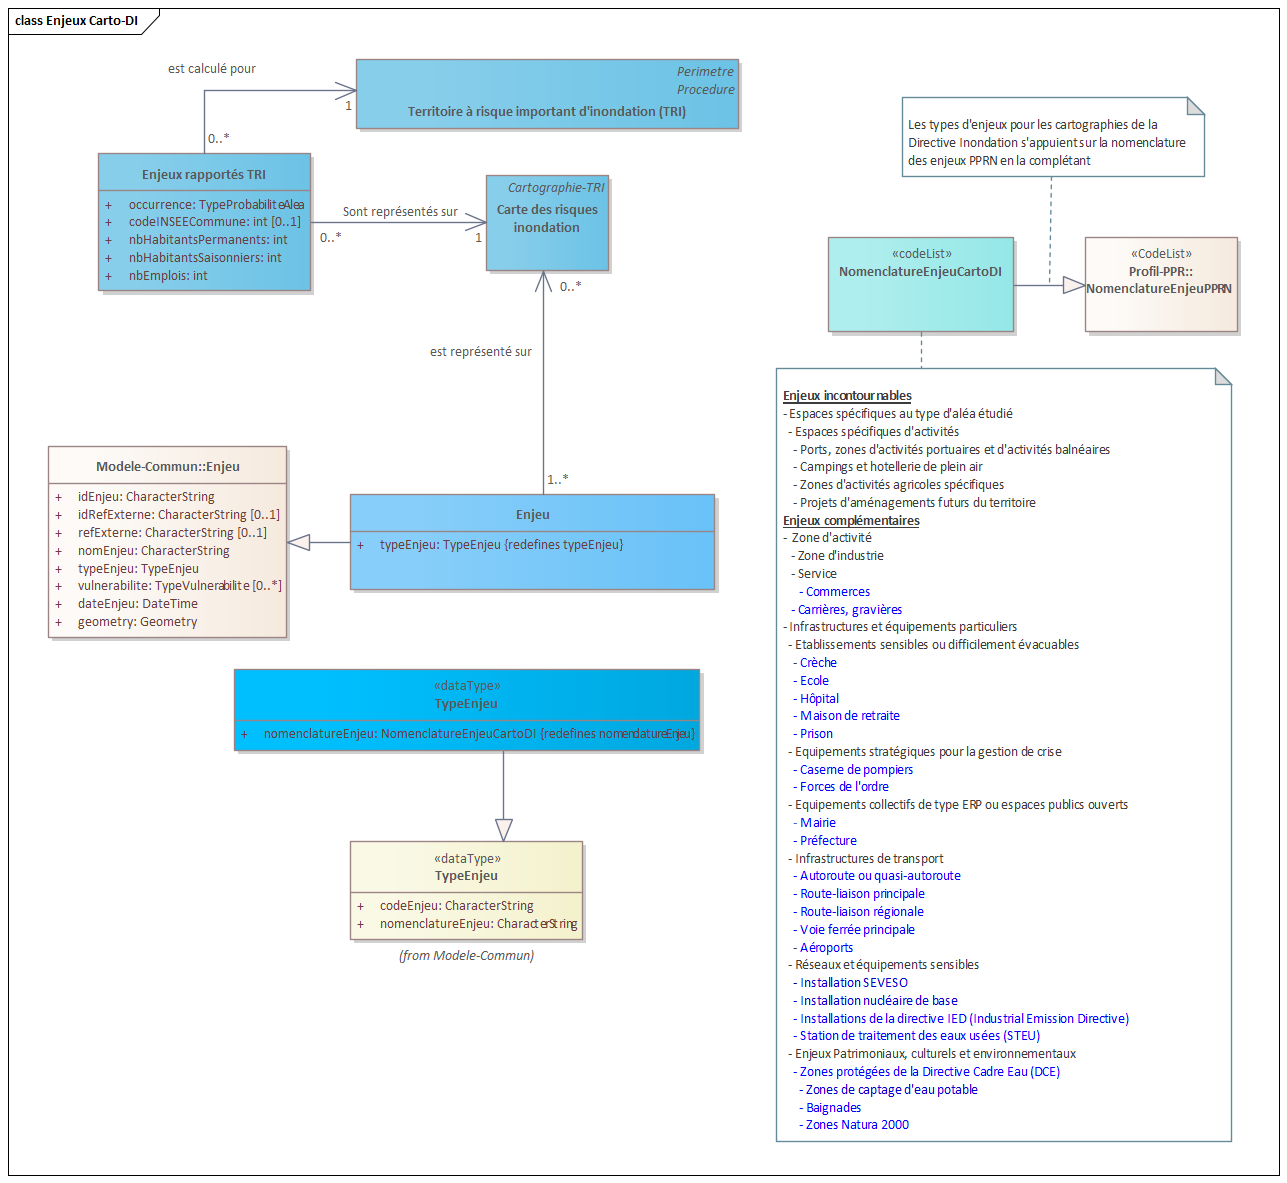 class Enjeux Carto-DI
est calculé pour
1
0..*
Perimetre
Procedure
Territoire à risque important d'inondation (TRI)
Enjeux rapportés TRI
+ occurrence: TypeProbabiliteAlea
+ codeINSEECommune: int [0..1]
+ nbHabitantsPermanents: int
+ nbHabitantsSaisonniers: int
+ nbEmplois: int
Sont représentés sur
0..*
1
Cartographie-TRI
Carte des risques
inondation
0..*
est représenté sur
1..*
Les types d'enjeux pour les cartographies de la
Directive Inondation s'appuient sur la nomenclature
des enjeux PPRN en la complétant
«codeList»
NomenclatureEnjeuCartoDI
«CodeList»
Profil-PPR::
NomenclatureEnjeuPPRN
Modele-Commun::Enjeu
+ idEnjeu: CharacterString
+ idRefExterne: CharacterString [0..1]
+ refExterne: CharacterString [0..1]
+ nomEnjeu: CharacterString
+ typeEnjeu: TypeEnjeu
+ vulnerabilite: TypeVulnerabilite [0..*]
+ dateEnjeu: DateTime
+ geometry: Geometry
Enjeu
+ typeEnjeu: TypeEnjeu {redefines typeEnjeu}
«dataType»
TypeEnjeu
+ nomenclatureEnjeu: NomenclatureEnjeuCartoDI {redefines nomenclatureEnjeu}
«dataType»
TypeEnjeu
+ codeEnjeu: CharacterString
+ nomenclatureEnjeu: CharacterString
(from Modele-Commun)
Enjeux incontournables
- Espaces spécifiques au type d'aléa étudié
- Espaces spécifiques d'activités
- Ports, zones d'activités portuaires et d'activités balnéaires
- Campings et hotellerie de plein air
- Zones d'activités agricoles spécifiques
- Projets d'aménagements futurs du territoire
Enjeux complémentaires
- Zone d'activité
- Zone d'industrie
- Service
- Commerces
- Carrières, gravières
- Infrastructures et équipements particuliers
- Etablissements sensibles ou difficilement évacuables
- Crèche
- Ecole
- Hôpital
- Maison de retraite
- Prison
- Equipements stratégiques pour la gestion de crise
- Caserne de pompiers
- Forces de l'ordre
- Equipements collectifs de type ERP ou espaces publics ouverts
- Mairie
- Préfecture
- Infrastructures de transport
- Autoroute ou quasi-autoroute
- Route-liaison principale
- Route-liaison régionale
- Voie ferrée principale
- Aéroports
- Réseaux et équipements sensibles
- Installation SEVESO
- Installation nucléaire de base
- Installations de la directive IED (Industrial Emission Directive)
- Station de traitement des eaux usées (STEU)
- Enjeux Patrimoniaux, culturels et environnementaux
- Zones protégées de la Directive Cadre Eau (DCE)
- Zones de captage d'eau potable
- Baignades
- Zones Natura 2000